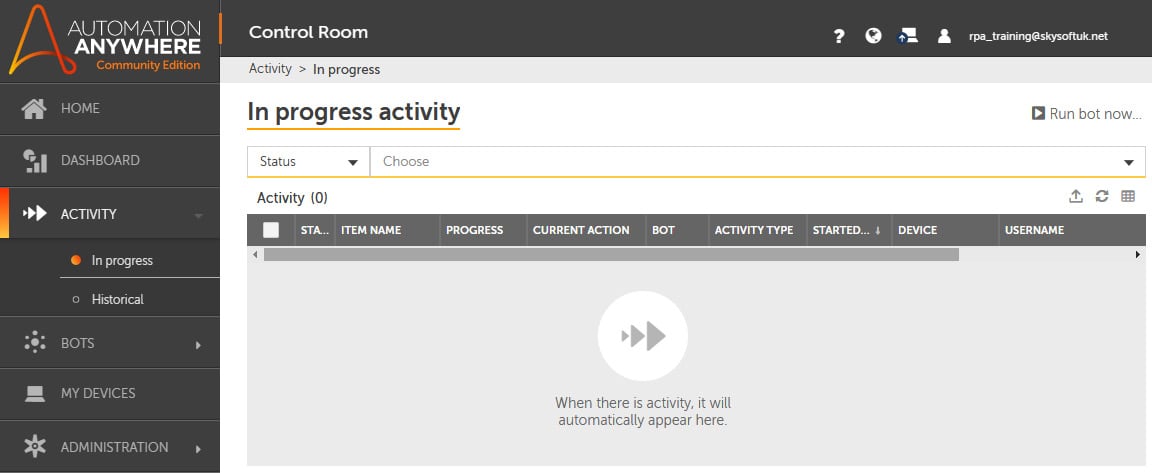 AUTOMATION
ANYWHERE
Community Edition
Control Room
?
rpa_training@skysoftuk.net
Activity > In progress
HOME
DASHBOARD
ACTIVITY
In progress
Historical
BOTS
MY DEVICES
ADMINISTRATION
In progress activity
Run bot now...
Status
Choose
Activity (0)
STA... ITEM NAME PROGRESS CURRENT ACTION BOT ACTIVITY TYPE STARTED... ↓ DEVICE USERNAME
When there is activity, it will
automatically appear here.